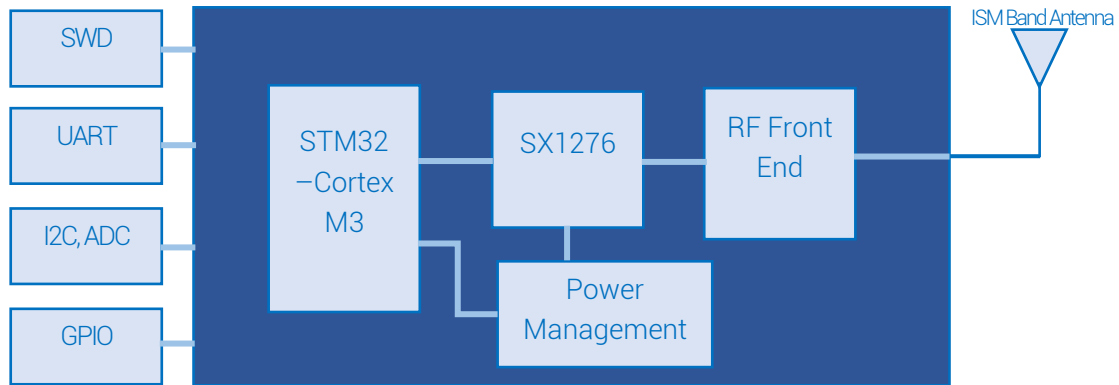 SWD
UART
I2C, ADC
GPIO
STM32
–Cortex
M3
SX1276
RF Front
End
Power
Management
ISM Band Antenna